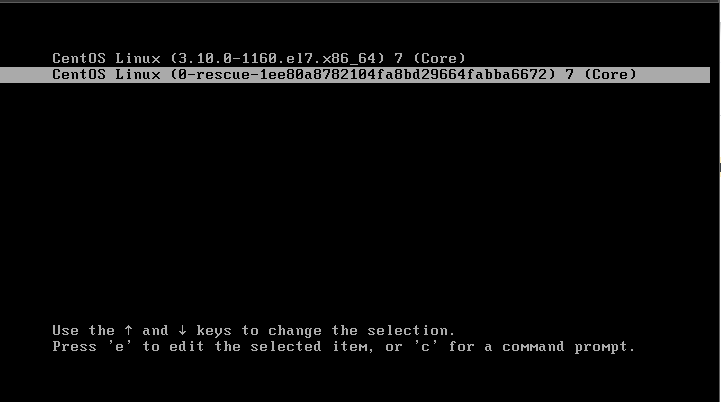 CentOS Linux (3.10.0-1160.el7.x86_64) 7 (Core)
CentOS Linux (0-rescue-1ee80a8782104fa8bd29664fabba6672) 7 (Core)
Use the ↑ and ↓ keys to change the selection.
Press 'e' to edit the selected item, or 'c' for a command prompt.